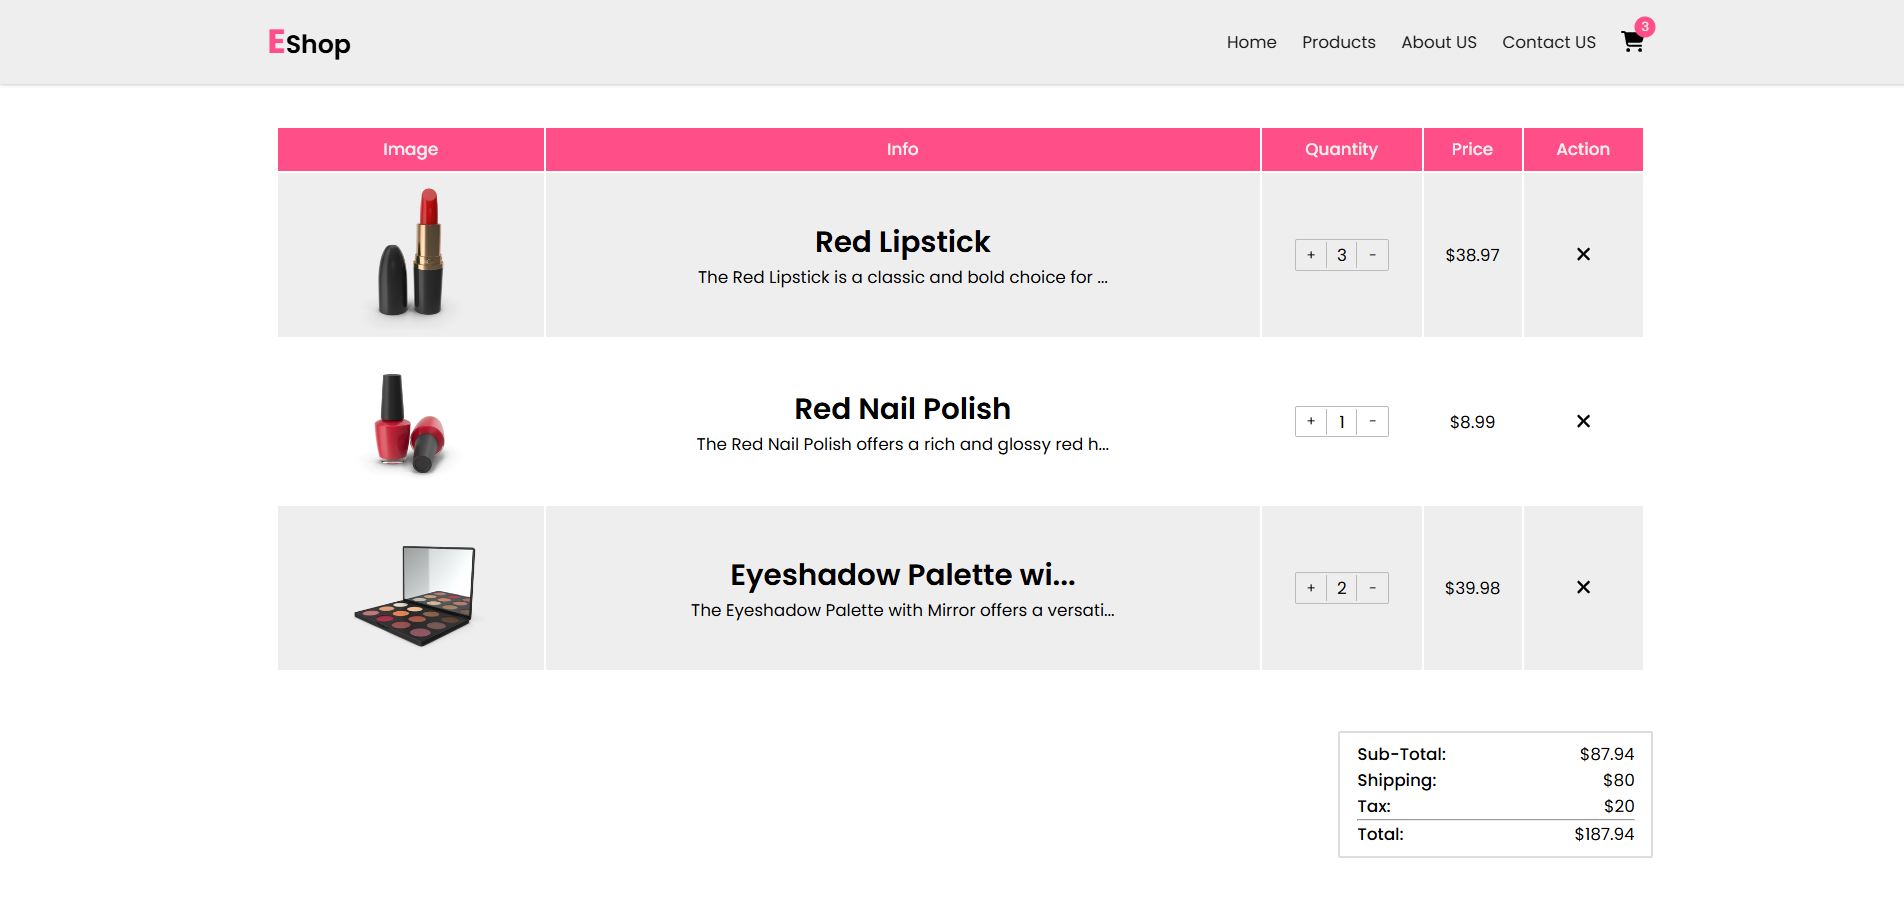 EShop
Home Products About US Contact US 3
Image Info Quantity Price Action
Red Lipstick
The Red Lipstick is a classic and bold choice for ...
+ 3 - $38.97 ×
Red Nail Polish
The Red Nail Polish offers a rich and glossy red h...
+ 1 - $8.99 ×
Eyeshadow Palette wi...
The Eyeshadow Palette with Mirror offers a versati...
+ 2 - $39.98 ×
Sub-Total: $87.94
Shipping: $80
Tax: $20
Total: $187.94